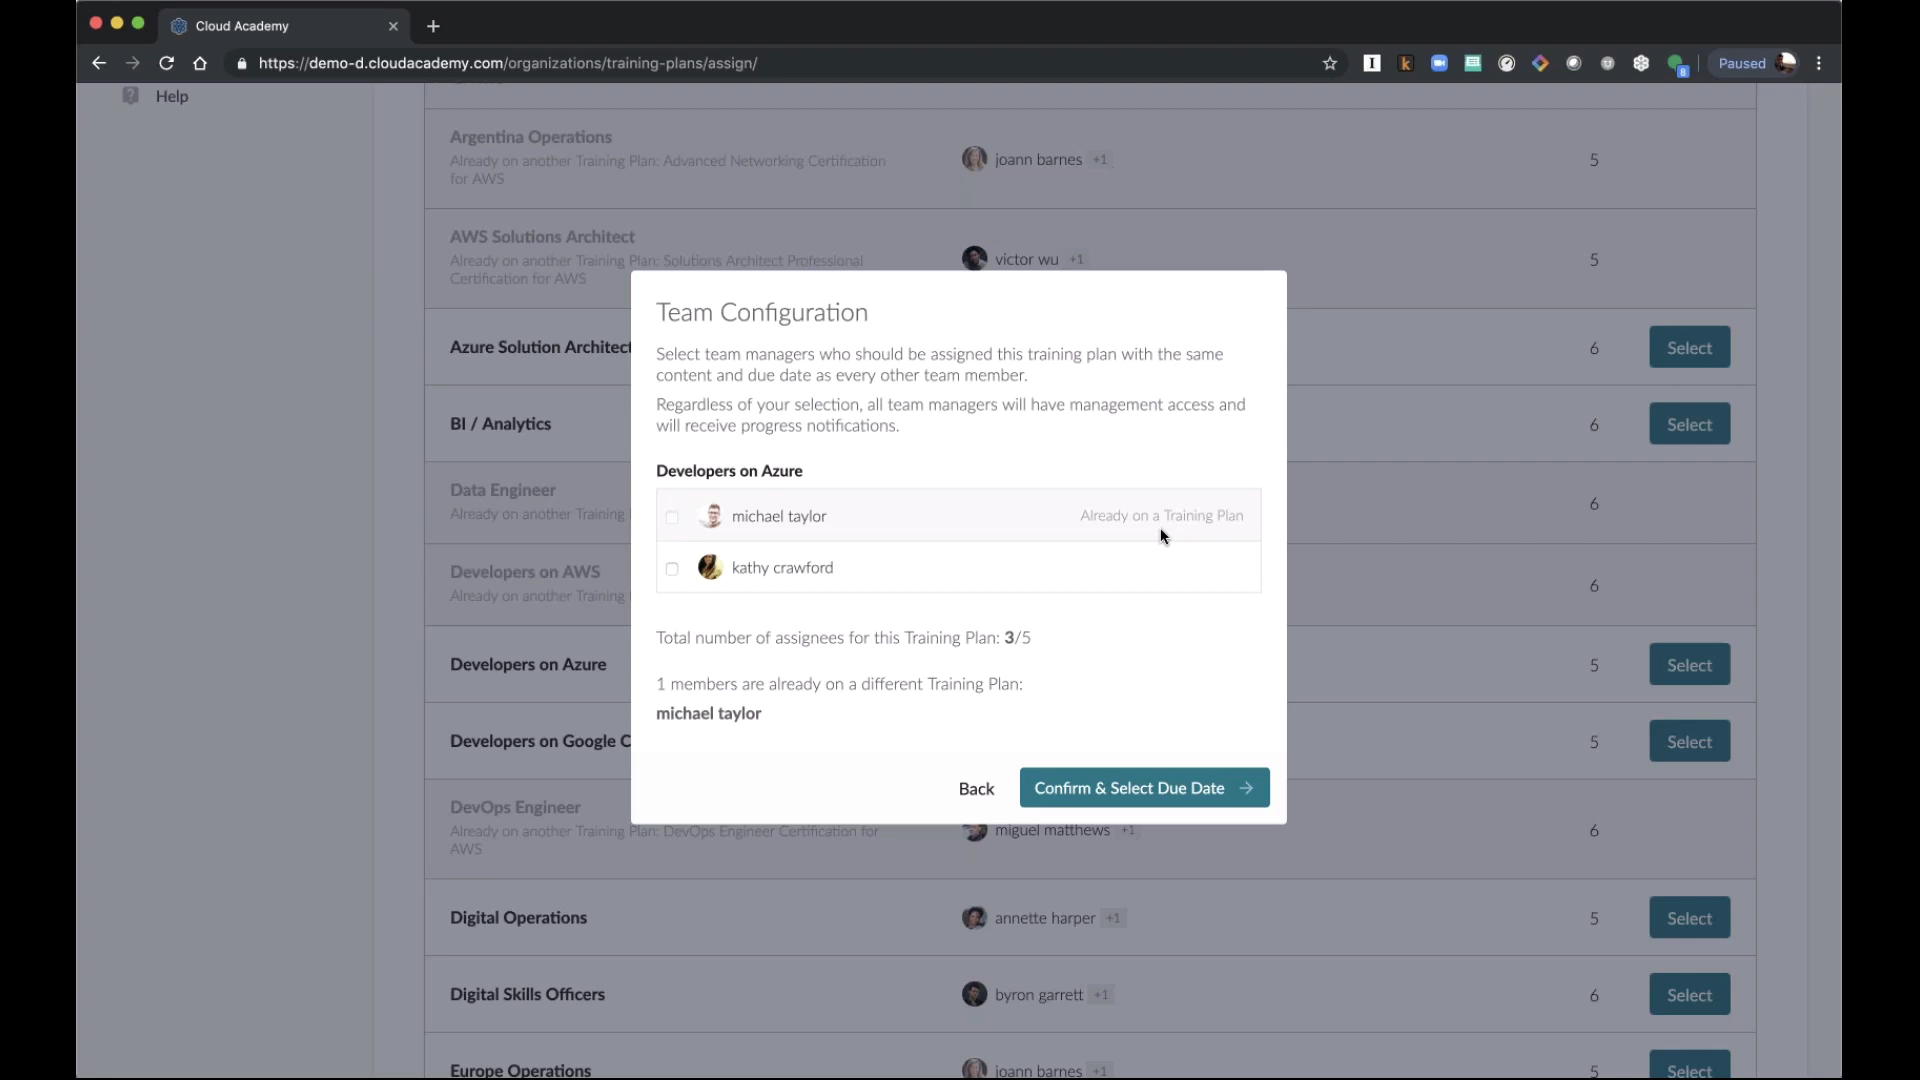 Cloud Academy
https://demo-d.cloudacademy.com/organizations/training-plans/assign/
Paused
Help
Argentina Operations
Already on another Training Plan: Advanced Networking Certification
for AWS
joann barnes +1
5
AWS Solutions Architect
Already on another Training Plan: Solutions Architect Professional
Certification for AWS
victor wu +1
5
Azure Solution Architect
6
Select
BI / Analytics
6
Select
Data Engineer
Already on another Training
6
Developers on AWS
Already on another Training
6
Developers on Azure
5
Select
Developers on Google C
5
Select
DevOps Engineer
Already on another Training Plan: DevOps Engineer Certification for
AWS
miguel matthews +1
6
Digital Operations
annette harper +1
5
Select
Digital Skills Officers
byron garrett +1
6
Select
Europe Operations
joann barnes +1
5
Select
Team Configuration
Select team managers who should be assigned this training plan with the same
content and due date as every other team member.
Regardless of your selection, all team managers will have management access and
will receive progress notifications.
Developers on Azure
michael taylor
Already on a Training Plan
kathy crawford
Total number of assignees for this Training Plan: 3/5
1 members are already on a different Training Plan:
michael taylor
Back
Confirm & Select Due Date